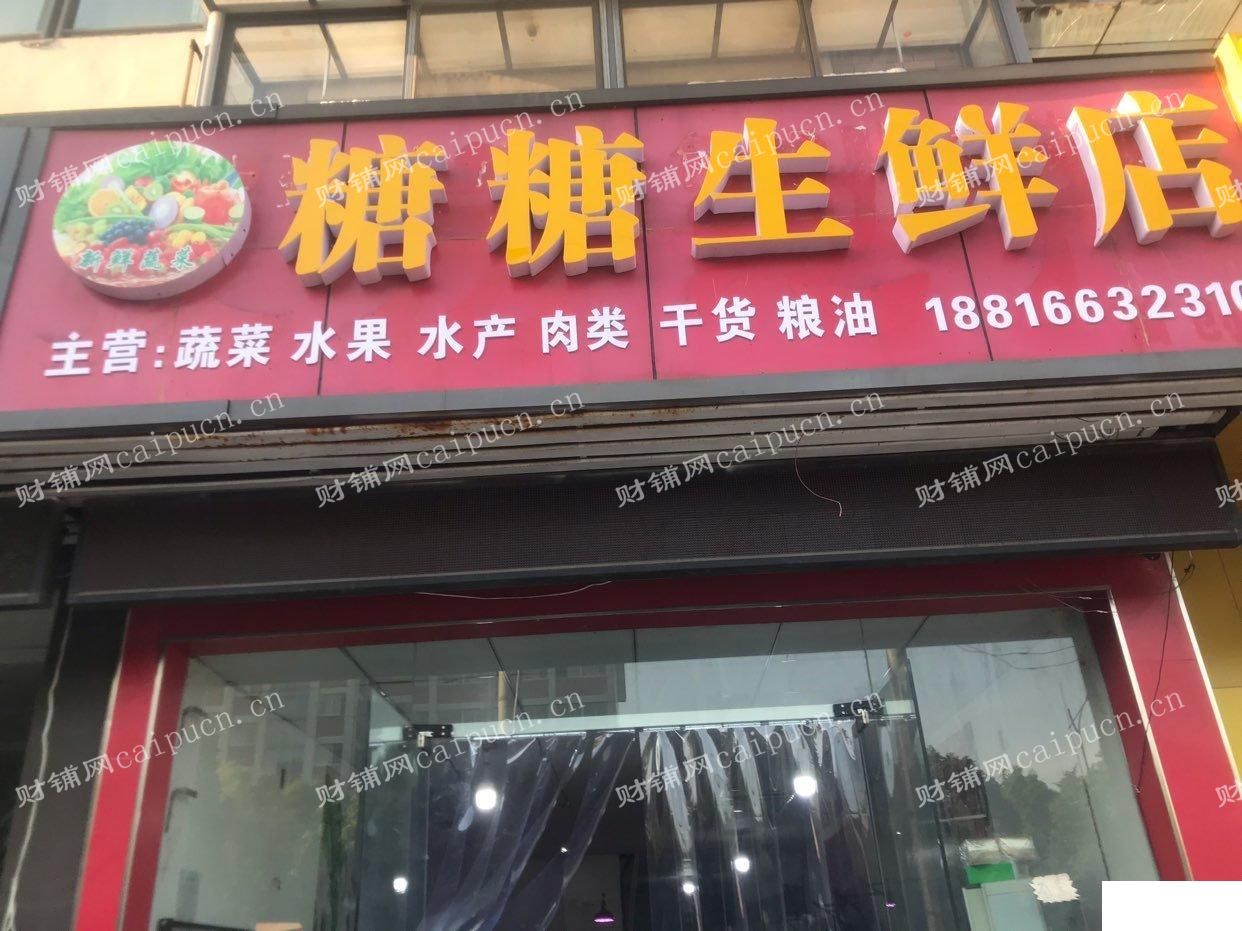 糖糖生鲜店
新鲜蔬菜
主营:蔬菜 水果 水产 肉类 干货 粮油 18816632310
财铺网caipucn.cn